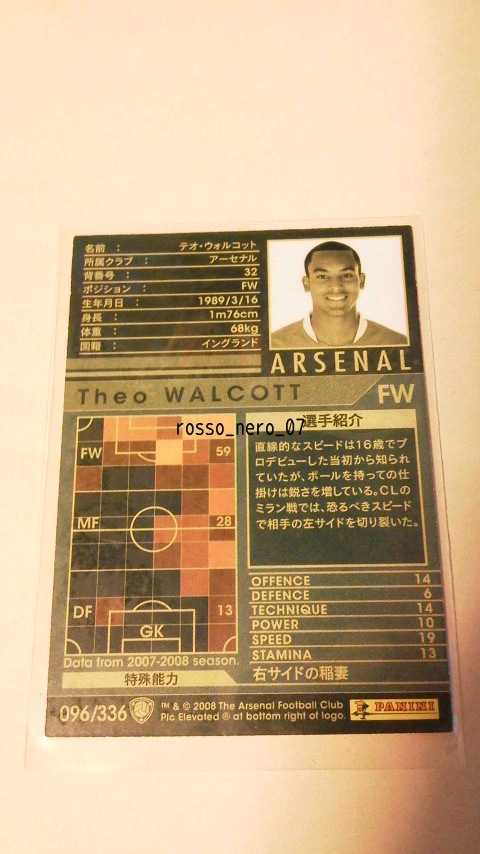 名前 : テオ・ウォルコット
所属クラブ : アーセナル
背番号 : 32
ポジション : FW
生年月日 : 1989/3/16
身長 : 1m76cm
体重 : 68kg
国籍 : イングランド
ARSENAL
Theo WALCOTT FW
rosso_nero_07
選手紹介
直線的なスピードは16歳でプ
ロデビューした当初から知られ
ていたが、ボールを持っての仕
掛けは鋭さを増している。CLの
ミラン戦では、恐るべきスピード
で相手の左サイドを切り裂いた。
FW 59
MF 28
DF 13
GK
Data from 2007-2008 season.
OFFENCE 14
DEFENCE 6
TECHNIQUE 14
POWER 10
SPEED 19
STAMINA 13
特殊能力 右サイドの稲妻
096/336
™ & © 2008 The Arsenal Football Club
Plc Elevated ® at bottom right of logo.
PANINI